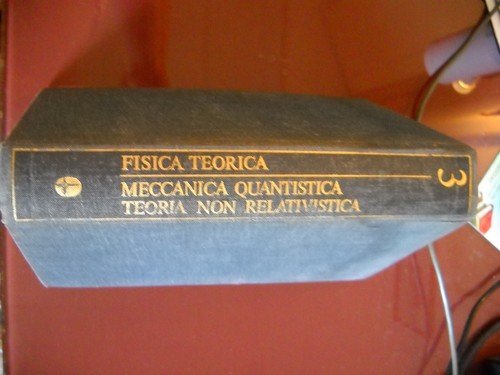 FISICA TEORICA
MECCANICA QUANTISTICA
TEORIA NON RELATIVISTICA
3